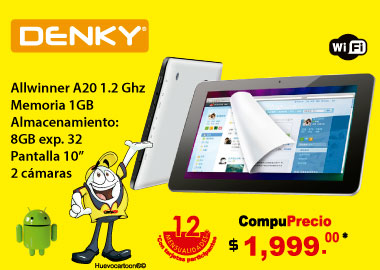 DENKY
WiFi
Allwinner A20 1.2 Ghz
Memoria 1GB
Almacenamiento:
8GB exp. 32
Pantalla 10”
2 cámaras
Huevocartoon©©
12
MENSUALIDADES
*Con tarjetas participantes
CompuPrecio
$1,999.00*